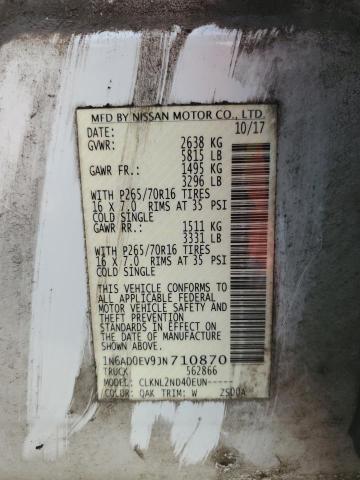 MFD BY NISSAN MOTOR CO., LTD.
DATE: 10/17
GVWR: 2638 KG
5815 LB
GAWR FR.: 1495 KG
3296 LB
WITH P265/70R16 TIRES
16 X 7.0 RIMS AT 35 PSI
COLD SINGLE
GAWR RR.: 1511 KG
3331 LB
WITH P265/70R16 TIRES
16 X 7.0 RIMS AT 35 PSI
COLD SINGLE
THIS VEHICLE CONFORMS TO
ALL APPLICABLE FEDERAL
MOTOR VEHICLE SAFETY AND
THEFT PREVENTION
STANDARDS IN EFFECT ON
THE DATE OF MANUFACTURE
SHOWN ABOVE.
1N6AD0EV9JN710870
TRUCK 562866
MODEL: CLKNL2ND40EUN-----
COLOR: QAK TRIM: W ZSD0A